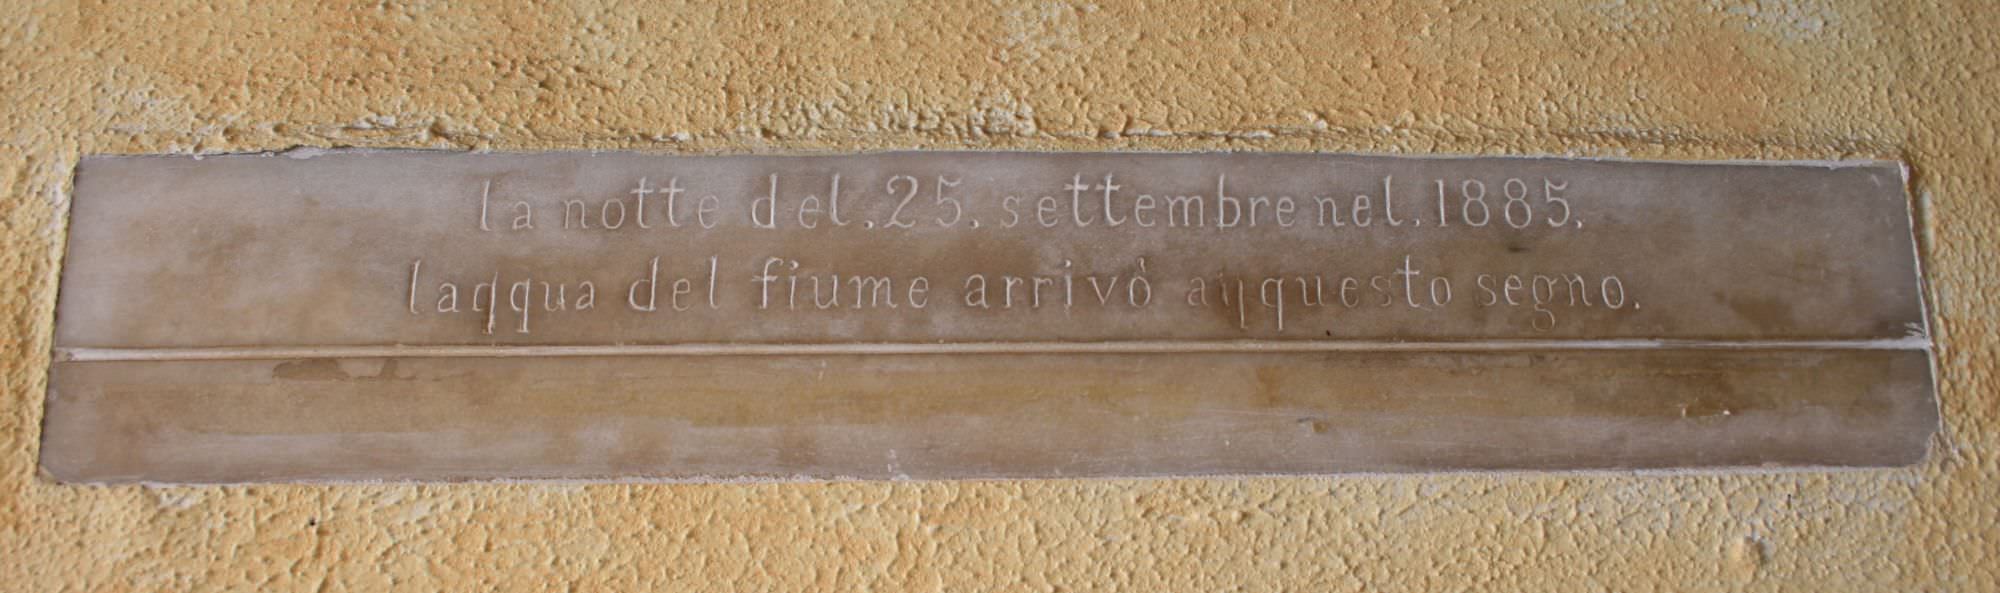 la notte del.25.settembre nel.1885.
laqqua del fiume arrivò aqquesto segno.